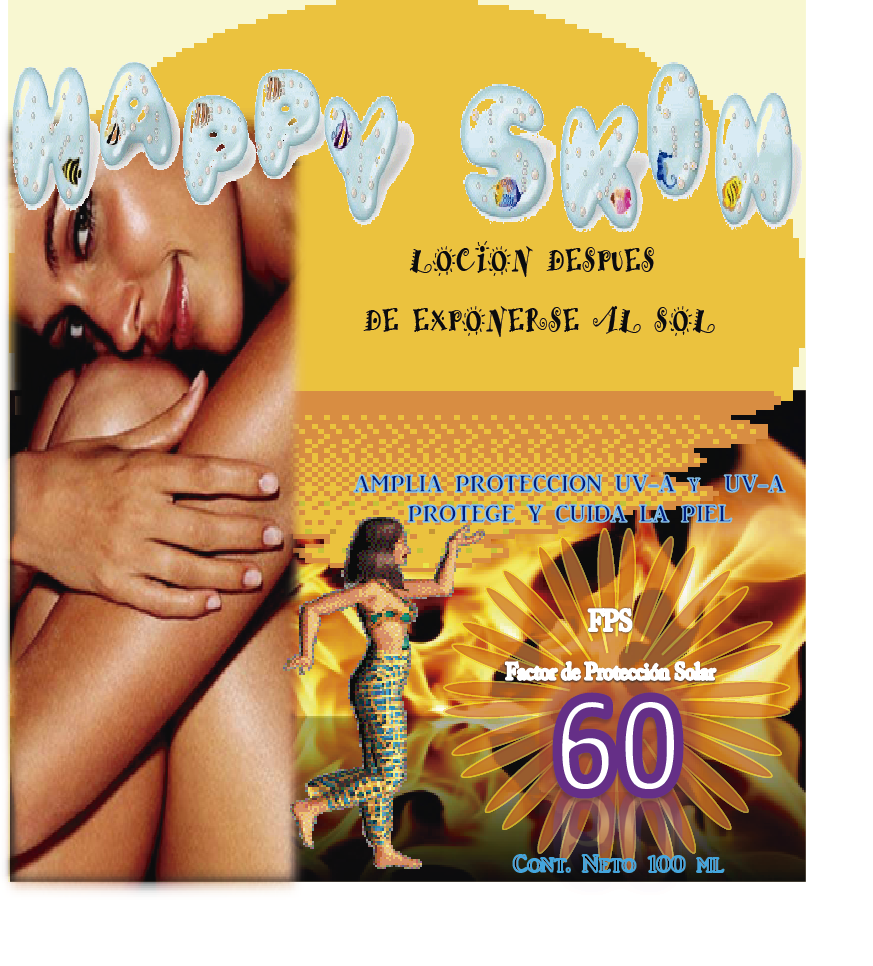 HAPPY SKIN
LOCION DESPUES
DE EXPONERSE AL SOL
AMPLIA PROTECCION UV-A Y UV-A
PROTEGE Y CUIDA LA PIEL
FPS
Factor de Protección Solar
60
CONT. NETO 100 ML